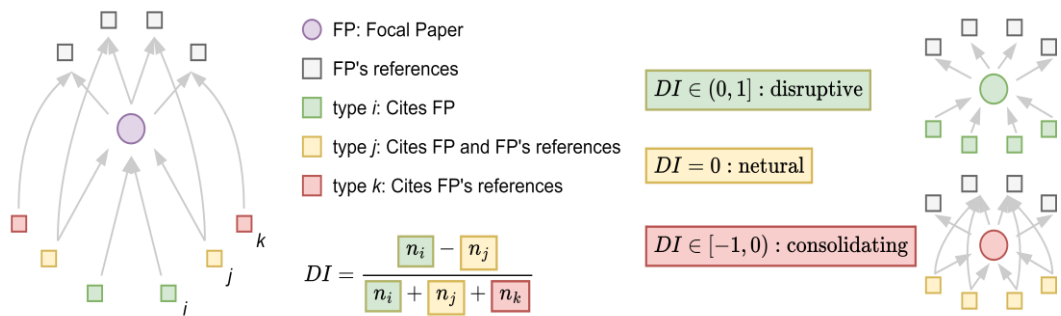 FP: Focal Paper
FP's references
type i: Cites FP
type j: Cites FP and FP's references
type k: Cites FP's references
k
j
i
DI = (n_i − n_j) / (n_i + n_j + n_k)
DI ∈ (0, 1] : disruptive
DI = 0 : netural
DI ∈ [−1, 0) : consolidating